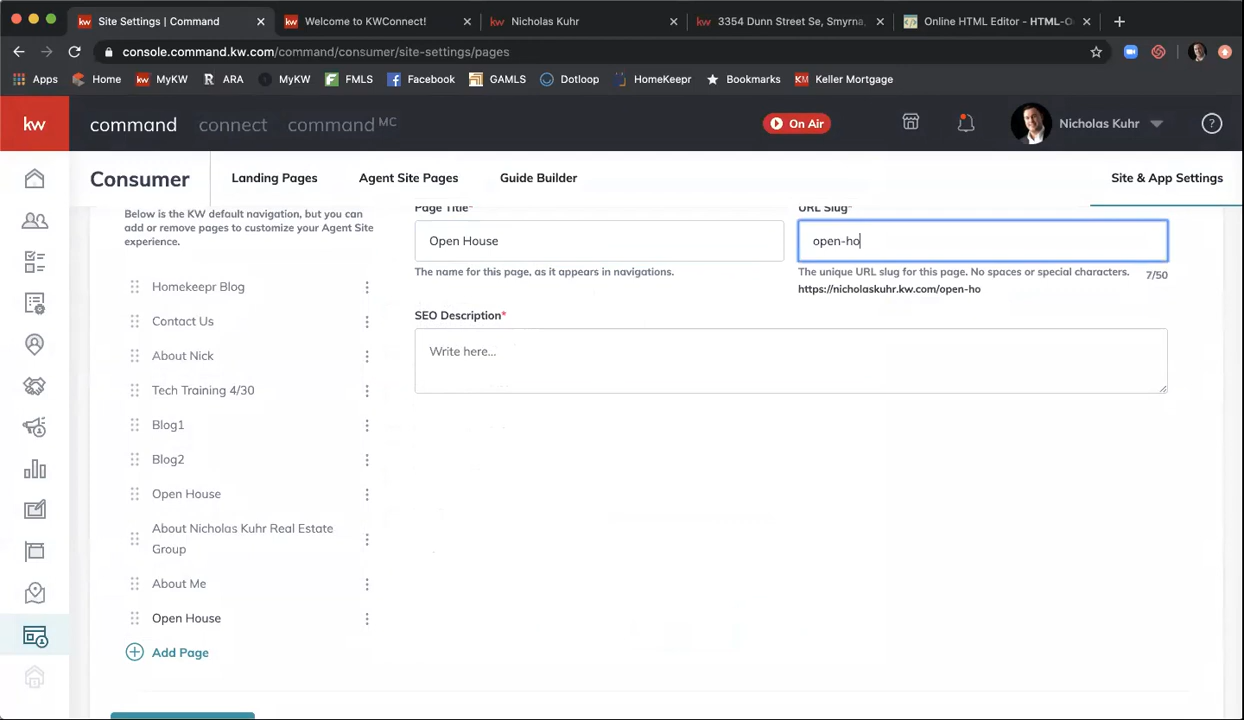 kw Site Settings | Command
kw Welcome to KWConnect!
kw Nicholas Kuhr
kw 3354 Dunn Street Se, Smyrna,
Online HTML Editor - HTML-O
console.command.kw.com/command/consumer/site-settings/pages
Apps Home kw MyKW R ARA MyKW F FMLS f Facebook GAMLS Dotloop HomeKeepr Bookmarks KM Keller Mortgage
kw command connect command MC On Air Nicholas Kuhr ?
Consumer Landing Pages Agent Site Pages Guide Builder Site & App Settings
Below is the KW default navigation, but you can
add or remove pages to customize your Agent Site
experience.
Homekeepr Blog
Contact Us
About Nick
Tech Training 4/30
Blog1
Blog2
Open House
About Nicholas Kuhr Real Estate
Group
About Me
Open House
Add Page
Page Title*
Open House
The name for this page, as it appears in navigations.
URL Slug*
open-ho
The unique URL slug for this page. No spaces or special characters. 7/50
https://nicholaskuhr.kw.com/open-ho
SEO Description*
Write here...